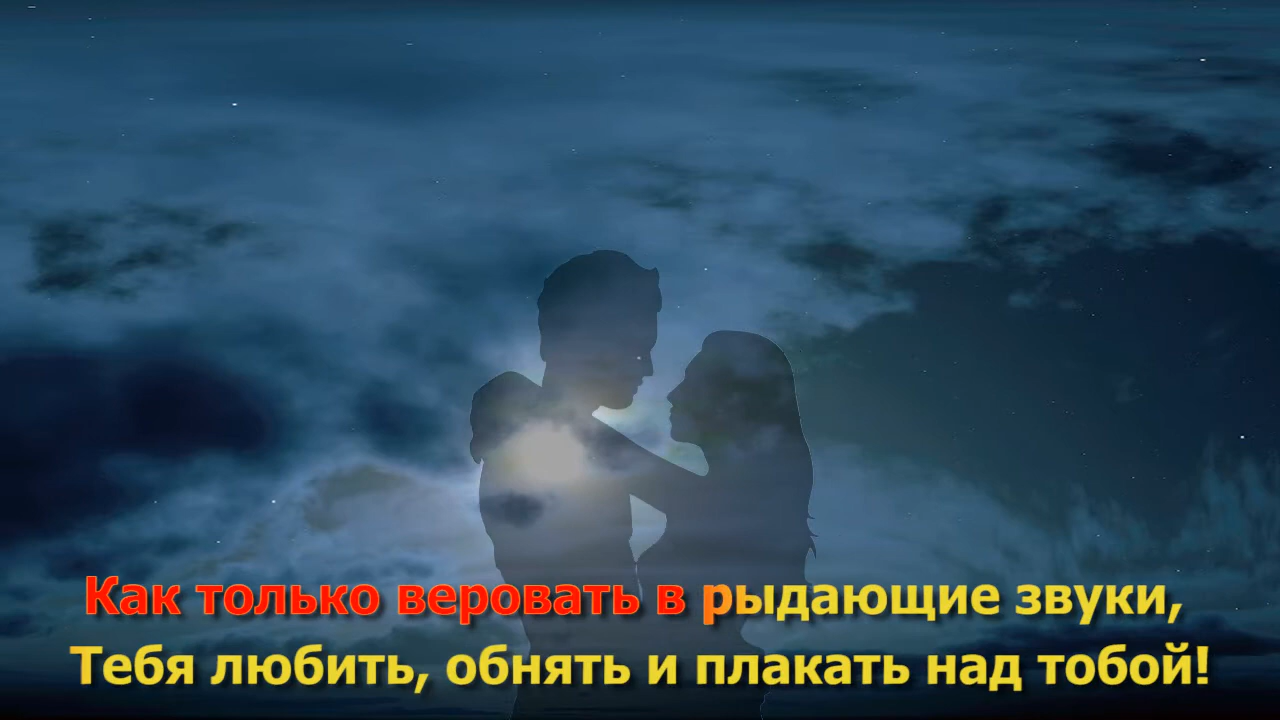 Как только веровать в рыдающие звуки,
Тебя любить, обнять и плакать над тобой!